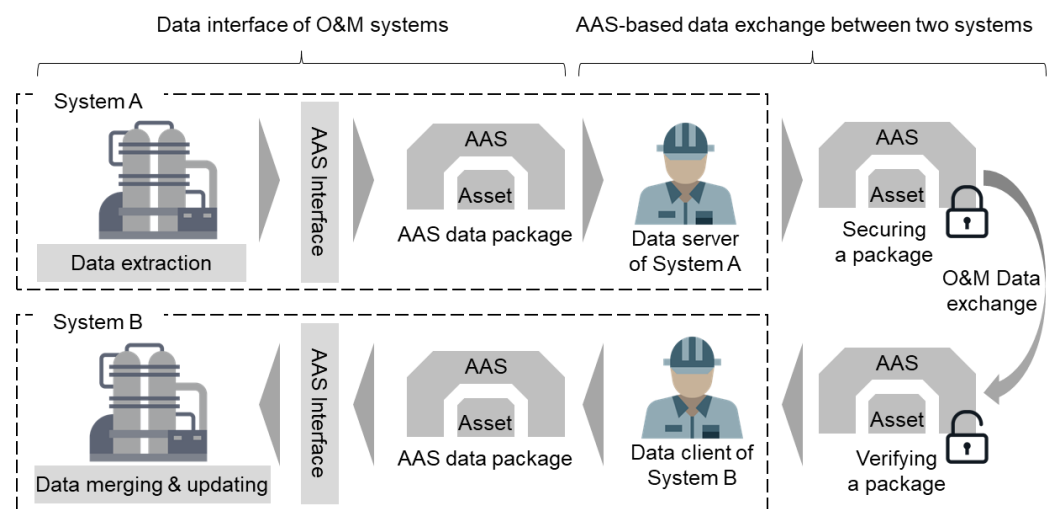 Data interface of O&M systems
AAS-based data exchange between two systems
System A
AAS Interface
AAS
Asset
AAS data package
Data extraction
Data server
of System A
AAS
Asset
Securing
a package
O&M Data
exchange
System B
AAS Interface
AAS
Asset
AAS data package
Data merging & updating
Data client of
System B
AAS
Asset
Verifying
a package